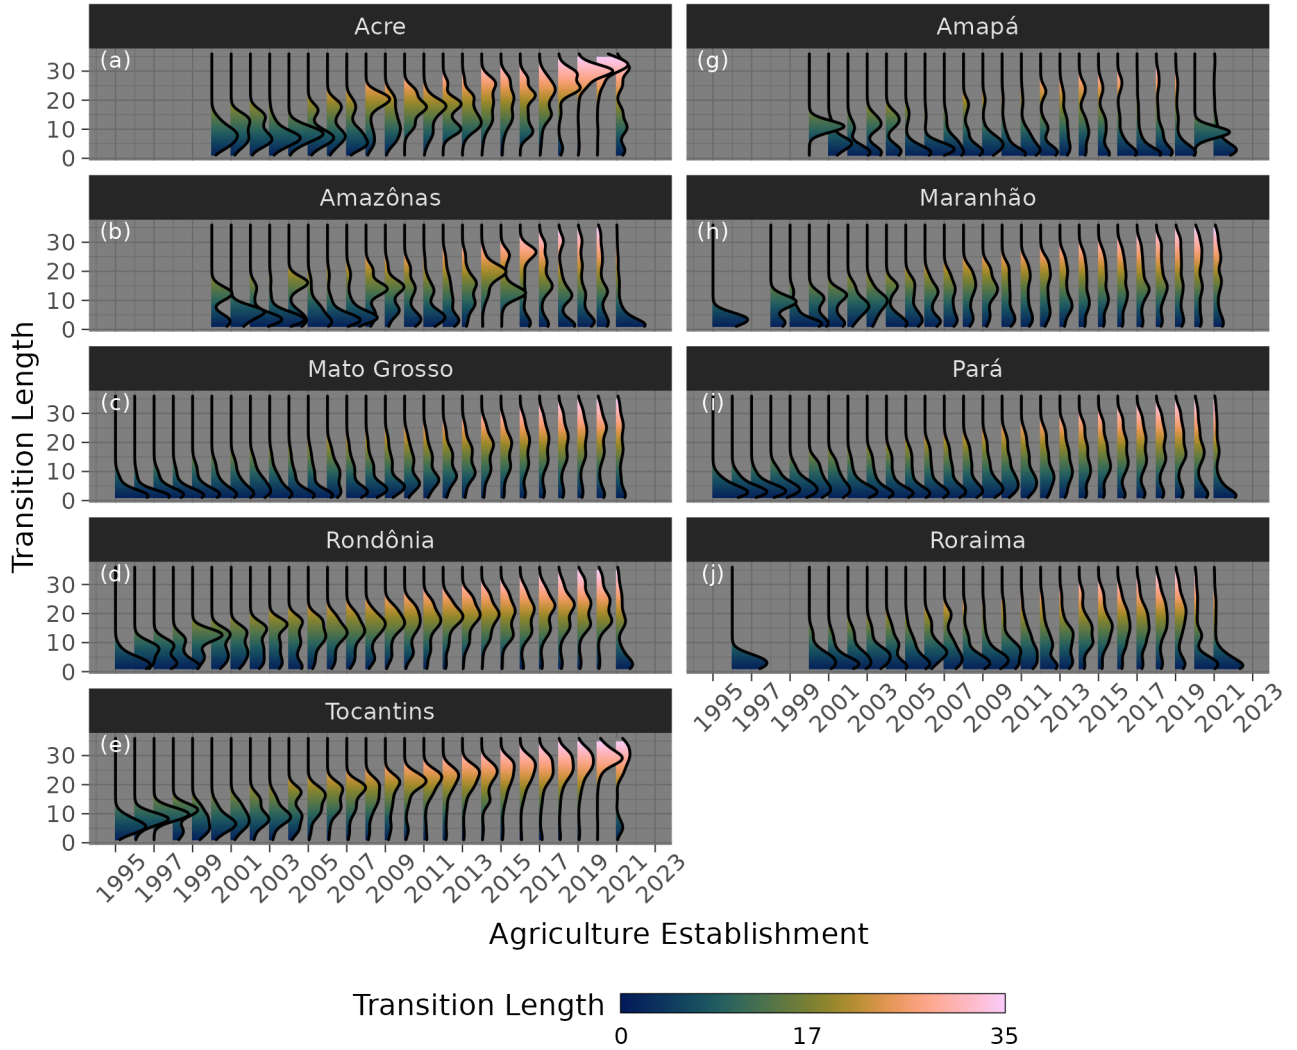 Acre
Amapá
(a)
(g)
30
20
10
0
Amazônas
Maranhão
(b)
(h)
30
20
10
0
Mato Grosso
Pará
(c)
(i)
30
20
10
0
Rondônia
Roraima
(d)
(j)
30
20
10
0
1995 1997 1999 2001 2003 2005 2007 2009 2011 2013 2015 2017 2019 2021 2023
Tocantins
(e)
30
20
10
0
1995 1997 1999 2001 2003 2005 2007 2009 2011 2013 2015 2017 2019 2021 2023
Transition Length
Agriculture Establishment
Transition Length
0 17 35